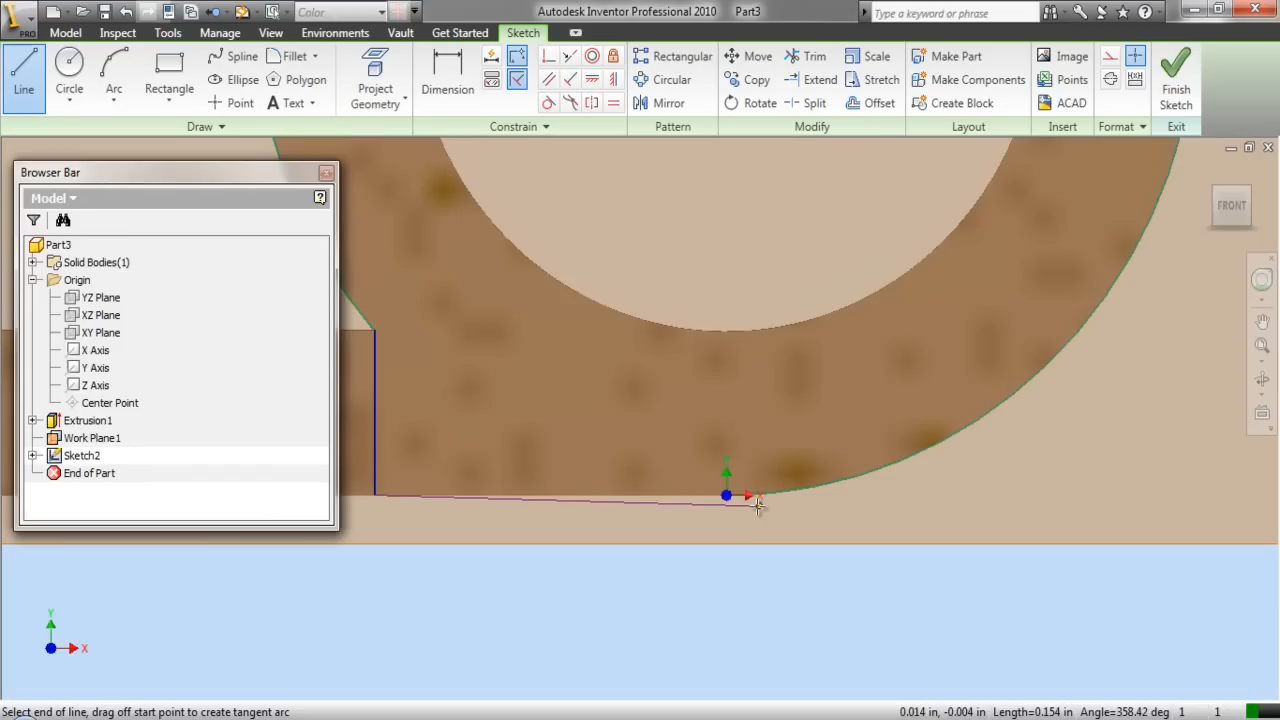 PRO
Color
Autodesk Inventor Professional 2010 Part3
Type a keyword or phrase
Model Inspect Tools Manage View Environments Vault Get Started Sketch
Line
Circle
Arc
Rectangle
Spline
Fillet
Ellipse
Polygon
Point
Text
Project
Geometry
Dimension
Rectangular
Circular
Mirror
Move
Trim
Scale
Copy
Extend
Stretch
Rotate
Split
Offset
Make Part
Make Components
Create Block
Image
Points
ACAD
Finish
Sketch
Draw
Constrain
Pattern
Modify
Layout
Insert
Format
Exit
Browser Bar
Model
Part3
Solid Bodies(1)
Origin
YZ Plane
XZ Plane
XY Plane
X Axis
Y Axis
Z Axis
Center Point
Extrusion1
Work Plane1
Sketch2
End of Part
FRONT
Y
X
Select end of line, drag off start point to create tangent arc
0.014 in, -0.004 in Length=0.154 in Angle=358.42 deg 1 1